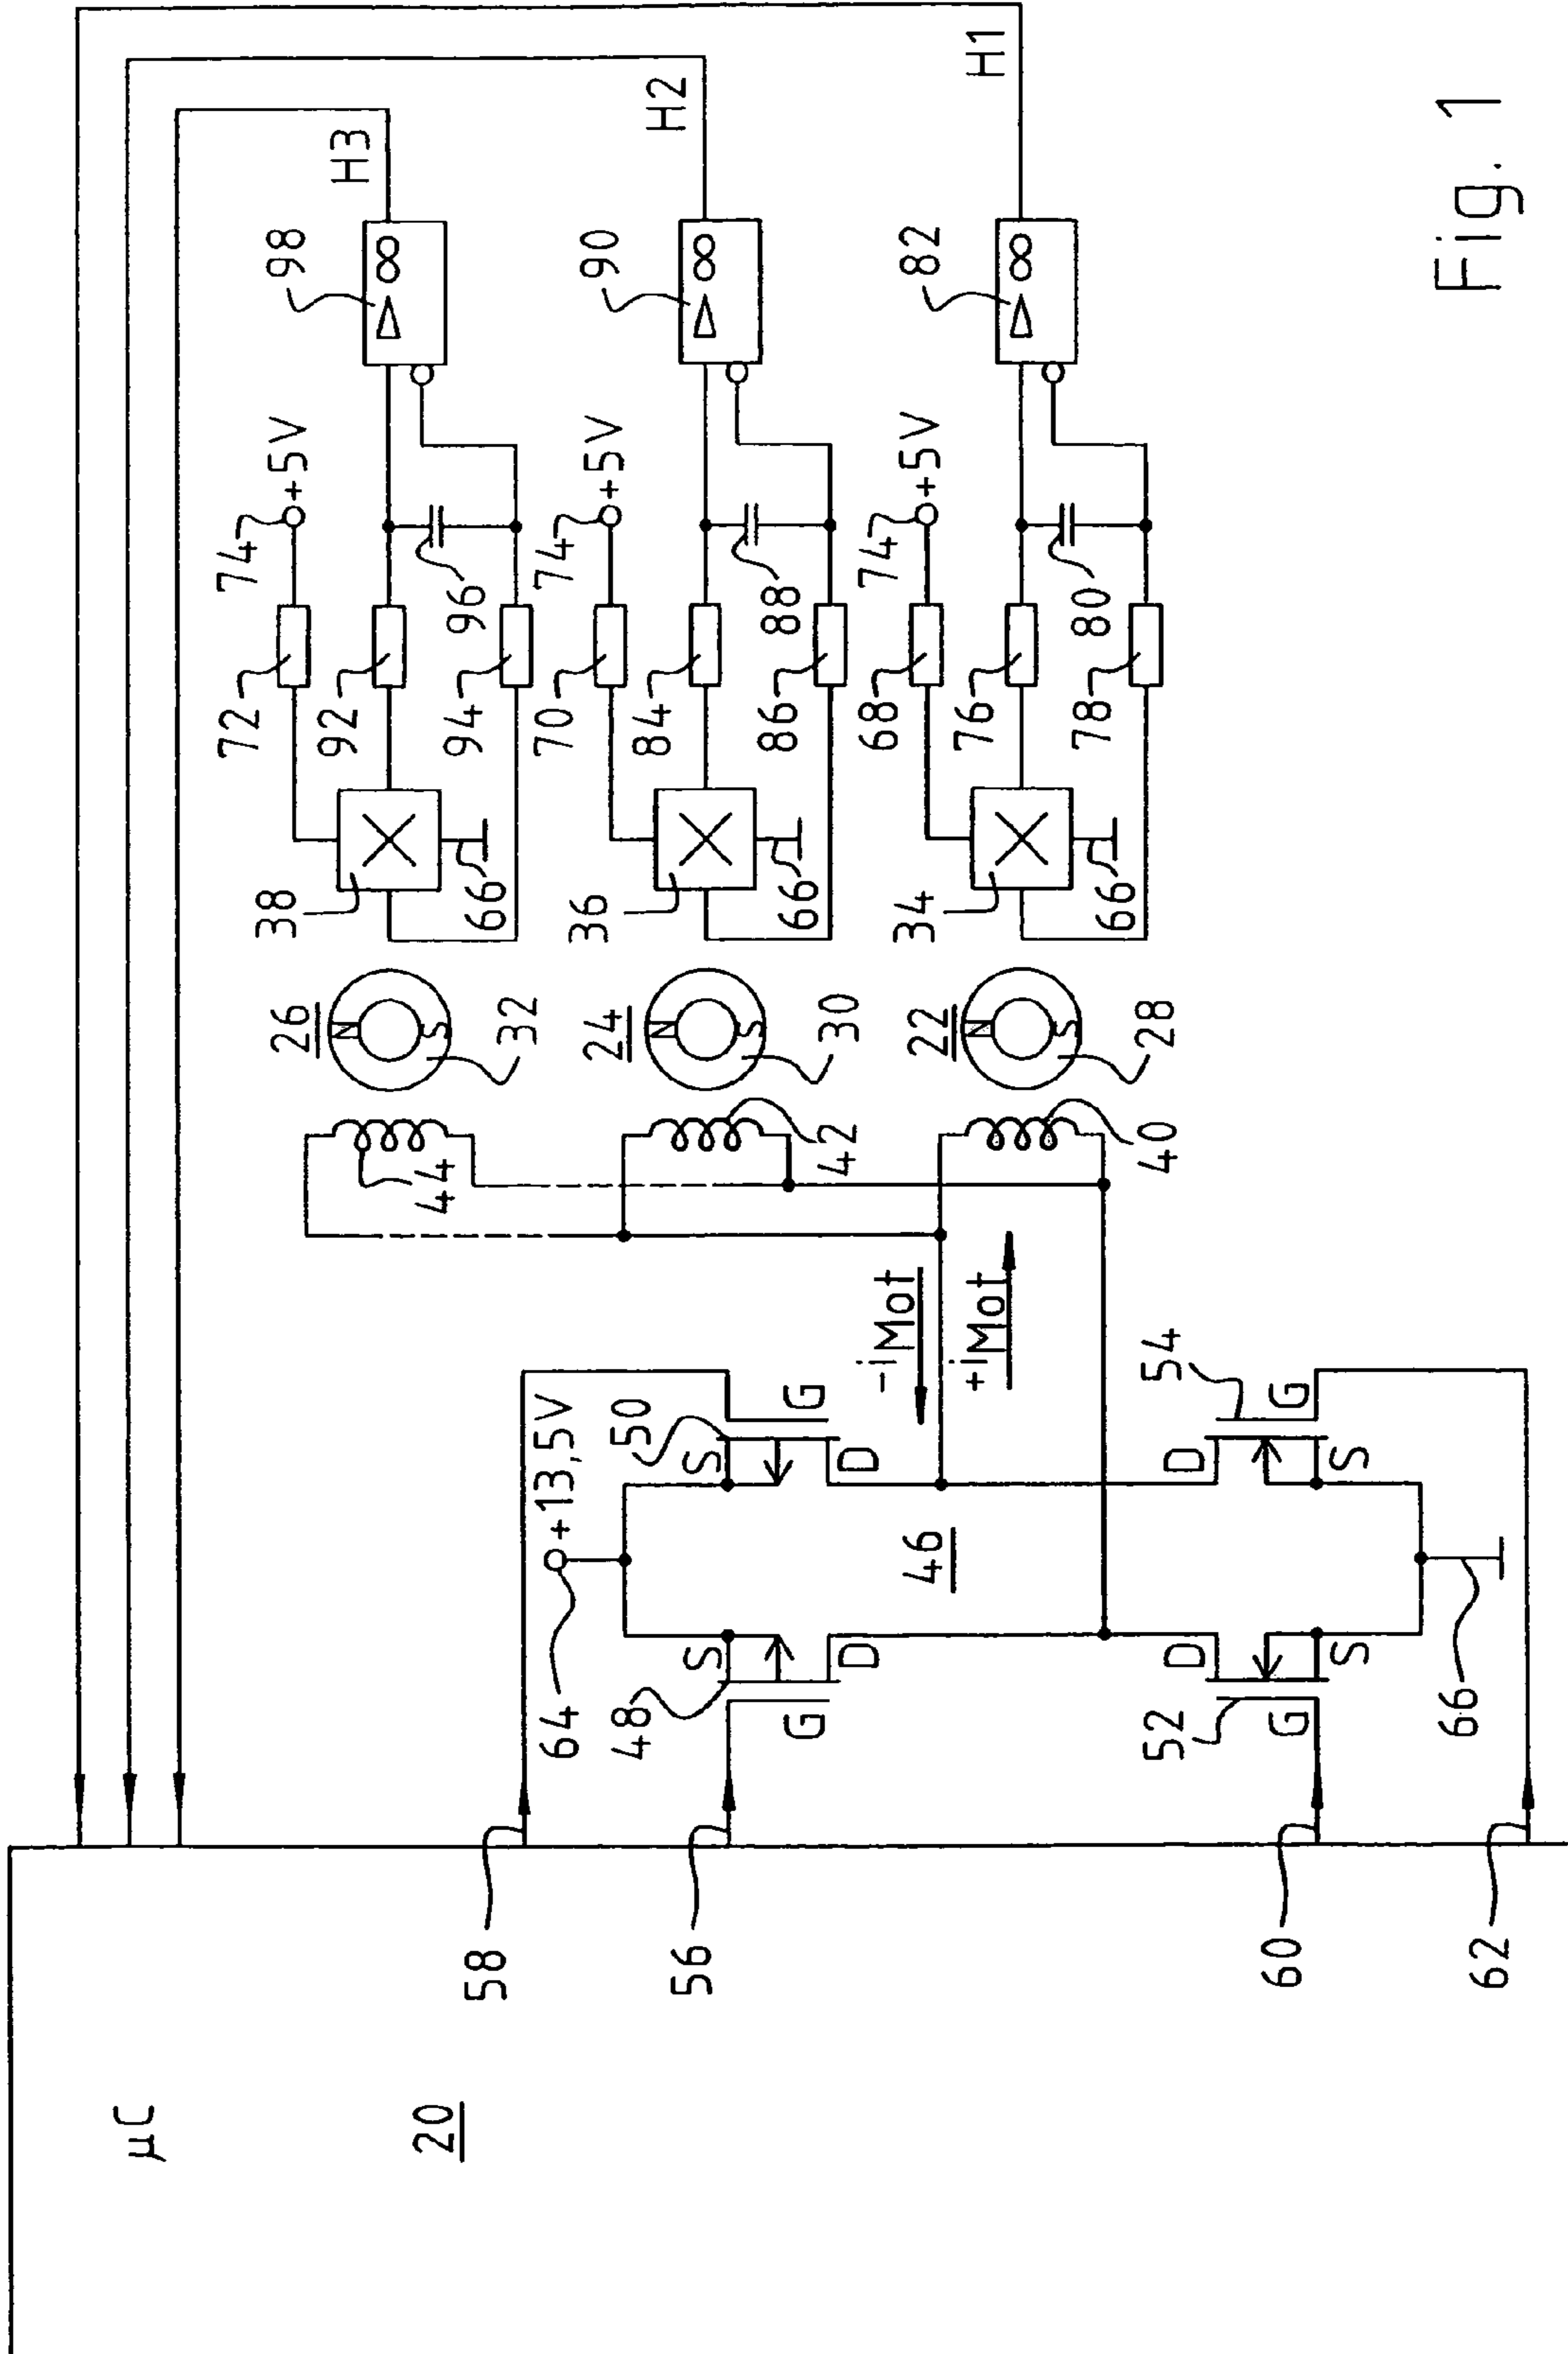 H3
98
+5V
74
72
92
96
94
38
66
26
N
S
32
44
H2
90
+5V
74
70
84
88
86
36
66
24
N
S
30
42
H1
82
+5V
74
68
76
80
78
34
66
22
N
S
28
40
-iMot
+iMot
+13,5V
64
50
S
G
D
48
S
G
D
46
54
D
G
S
52
D
G
S
66
58
56
60
62
µC
20
Fig. 1